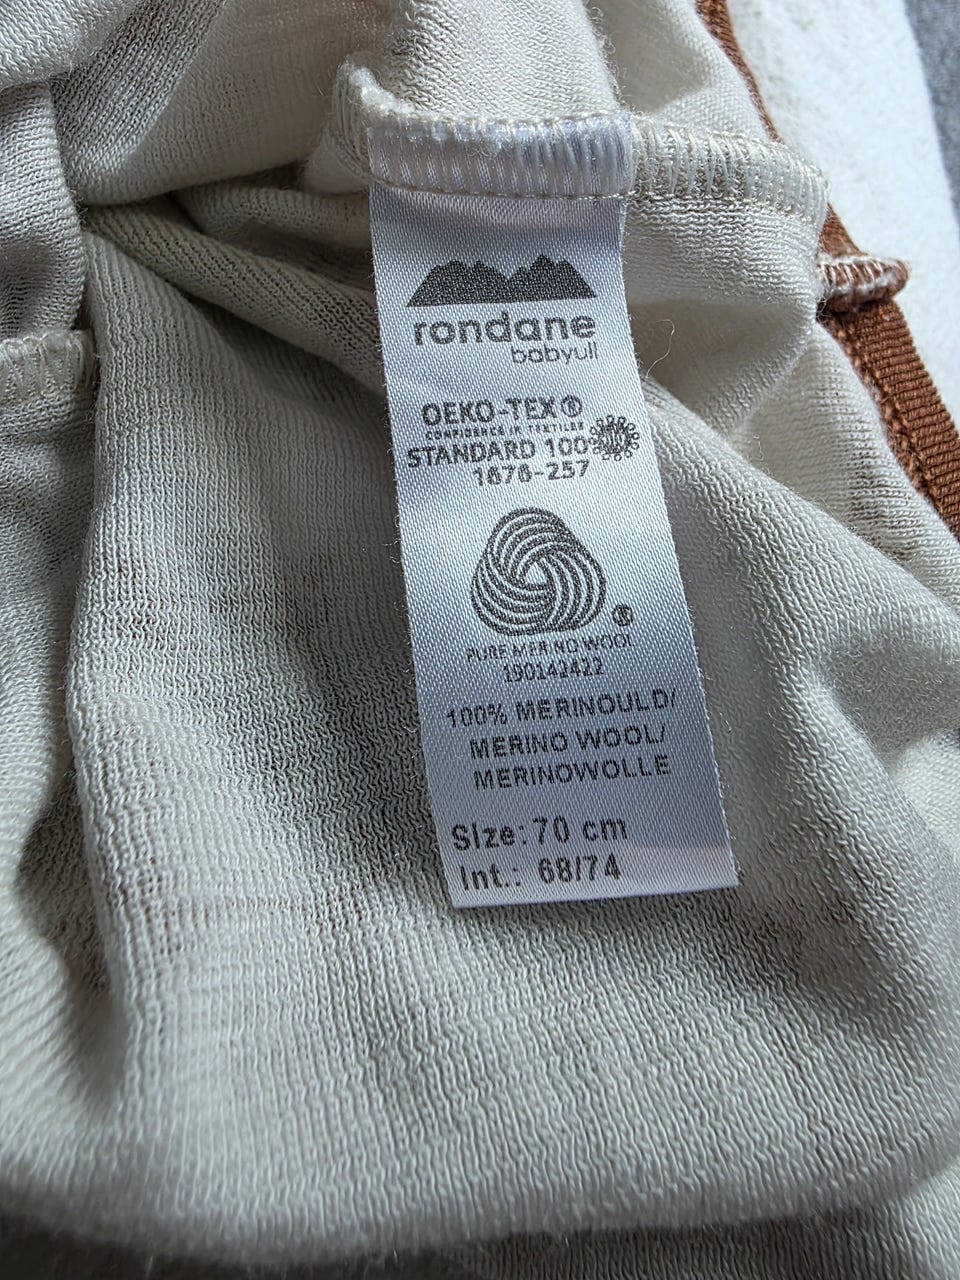 rondane
babyull
OEKO-TEX®
CONFIDENCE IN TEXTILES
STANDARD 100
1676-257
®
PURE MERINO WOOL
190142422
100% MERINOULD/
MERINO WOOL/
MERINOWOLLE
Size: 70 cm
Int.: 68/74